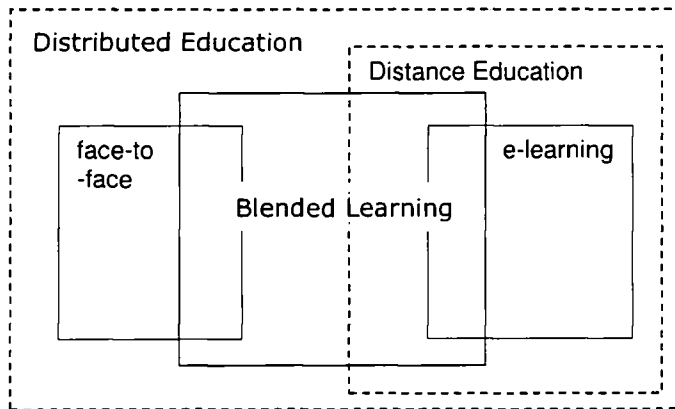 Distributed Education
Distance Education
face-to
-face
e-learning
Blended Learning